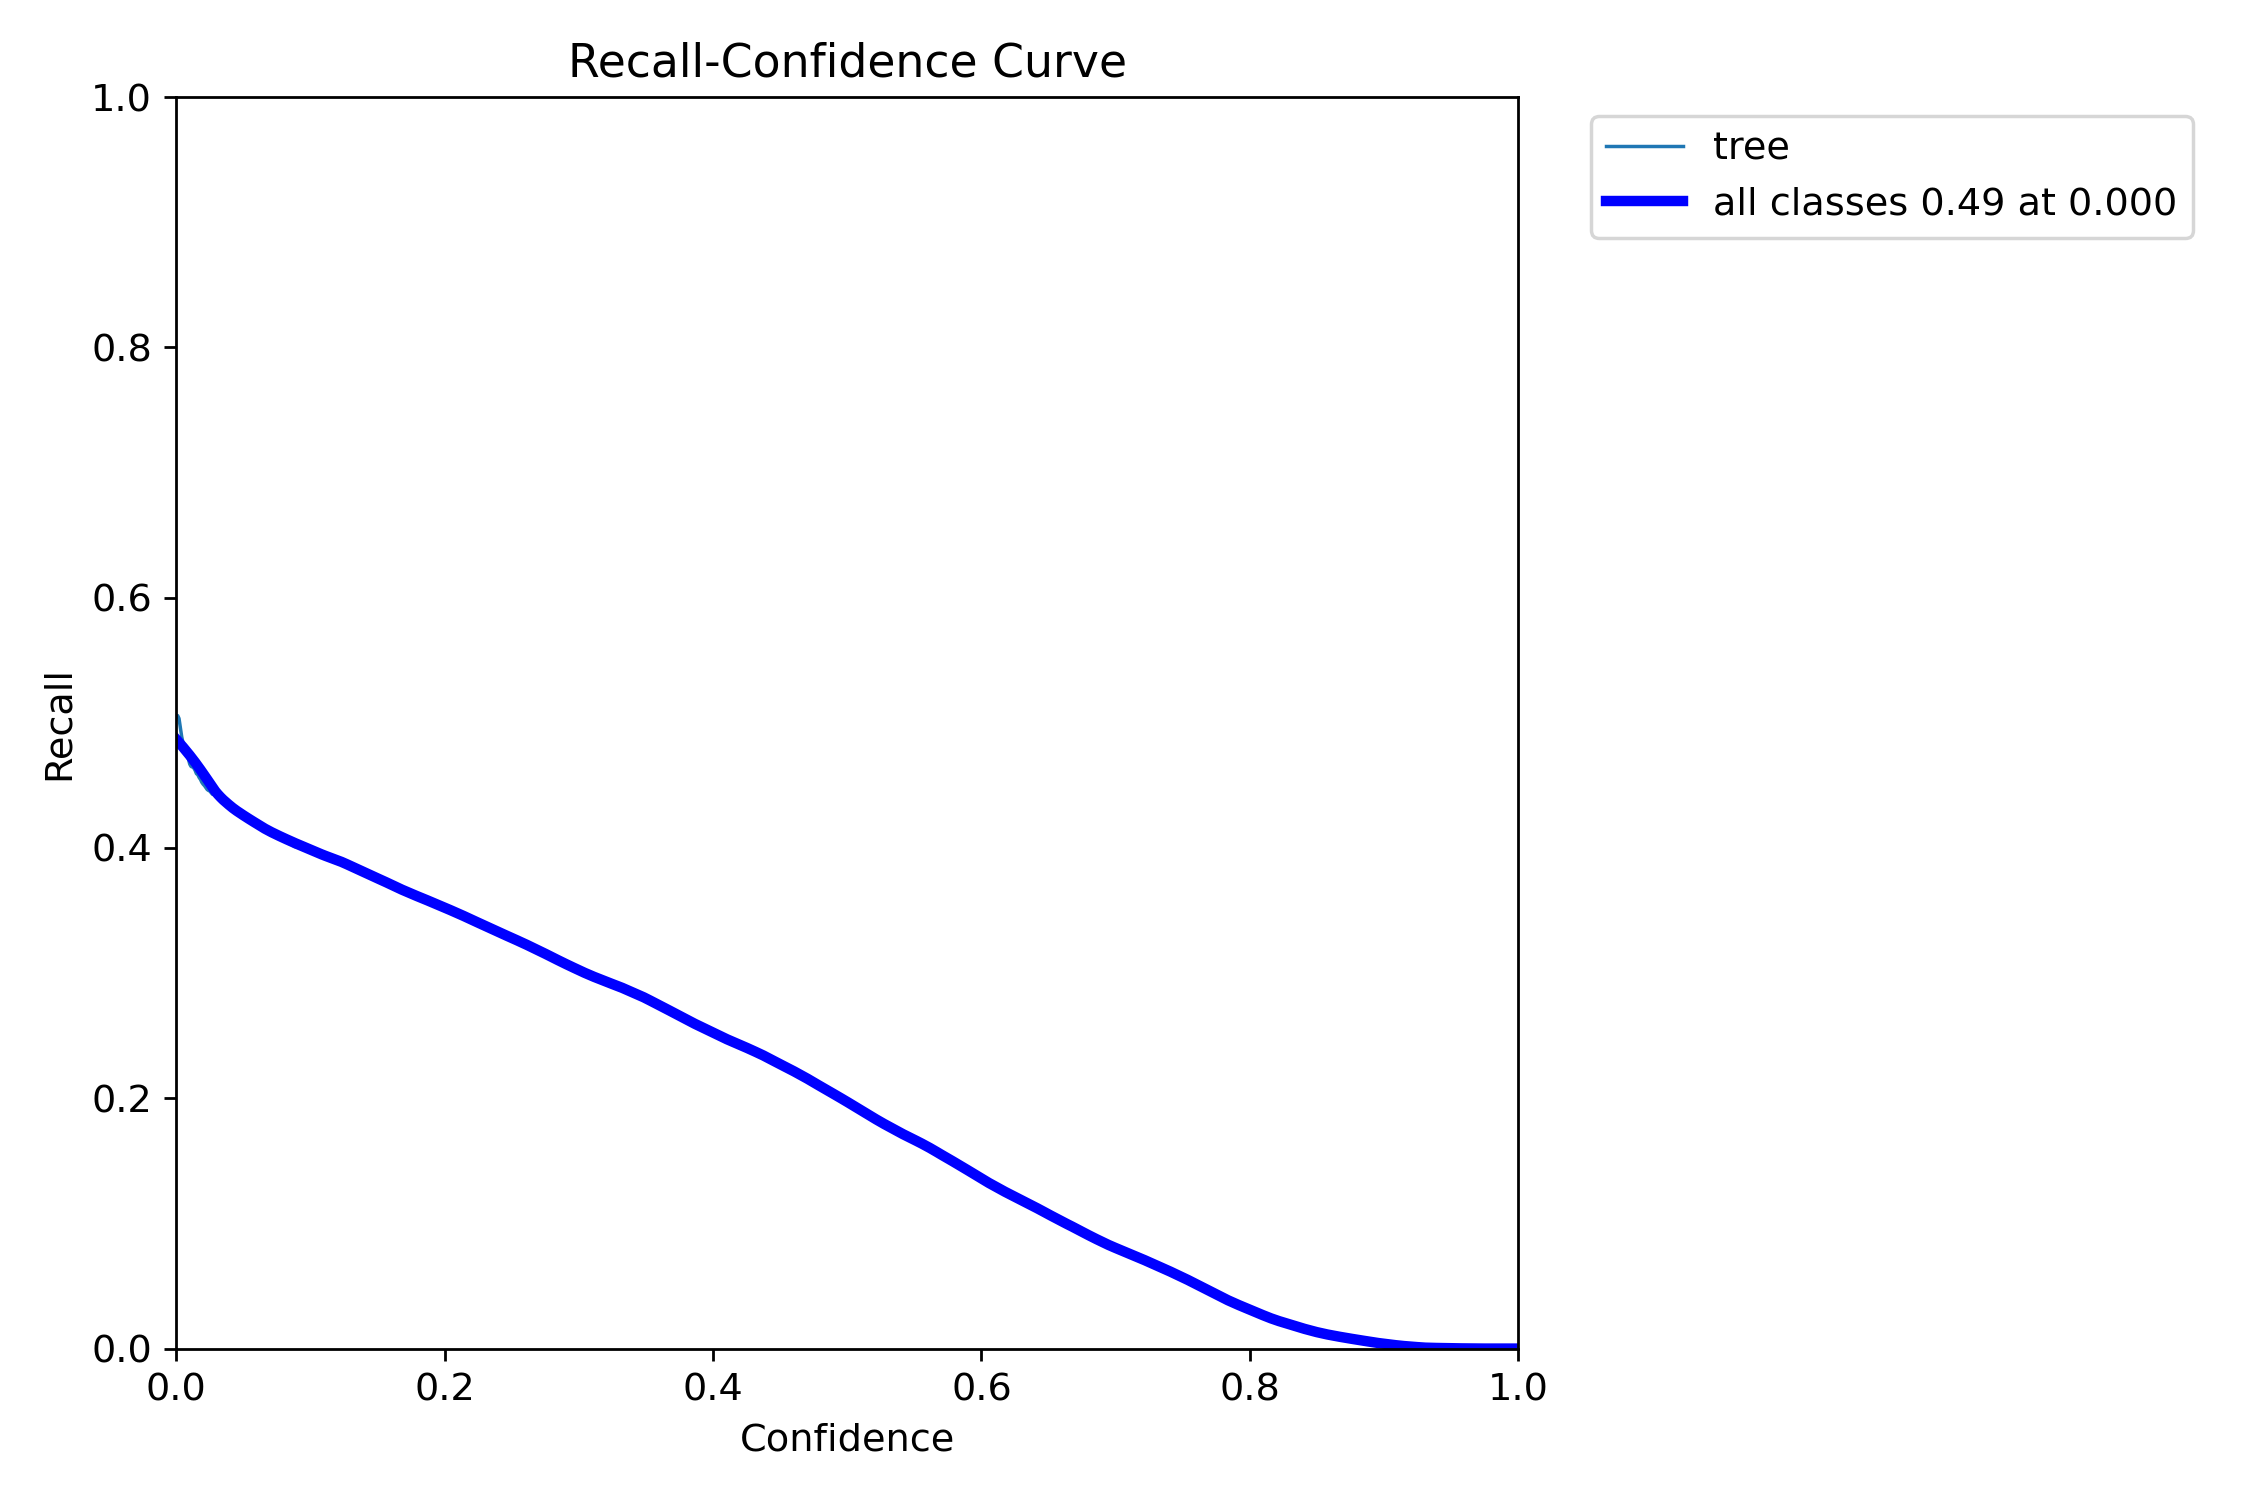 Recall-Confidence Curve
tree
all classes 0.49 at 0.000
1.0
0.8
0.6
0.4
0.2
0.0
Recall
0.0 0.2 0.4 0.6 0.8 1.0
Confidence